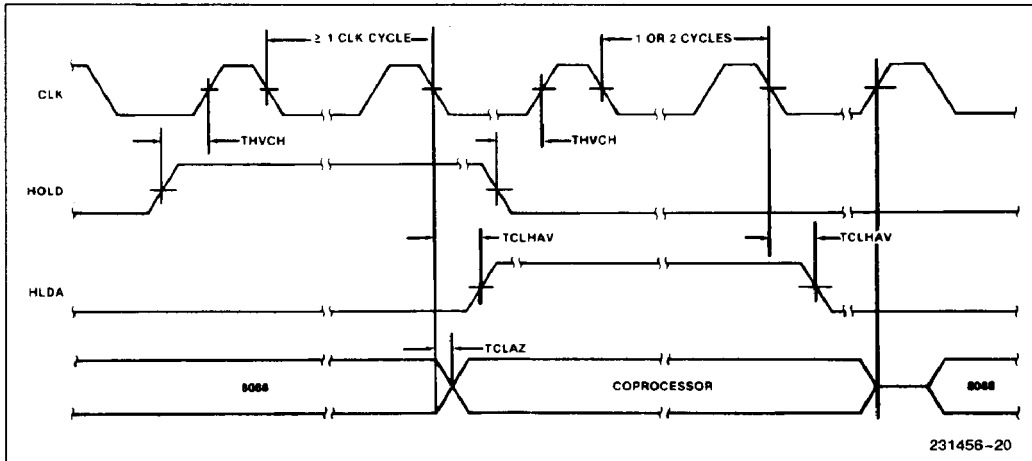 ≥ 1 CLK CYCLE
1 OR 2 CYCLES
CLK
THVCH
THVCH
HOLD
TCLHAV
TCLHAV
HLDA
TCLAZ
8088
COPROCESSOR
8088
231456-20